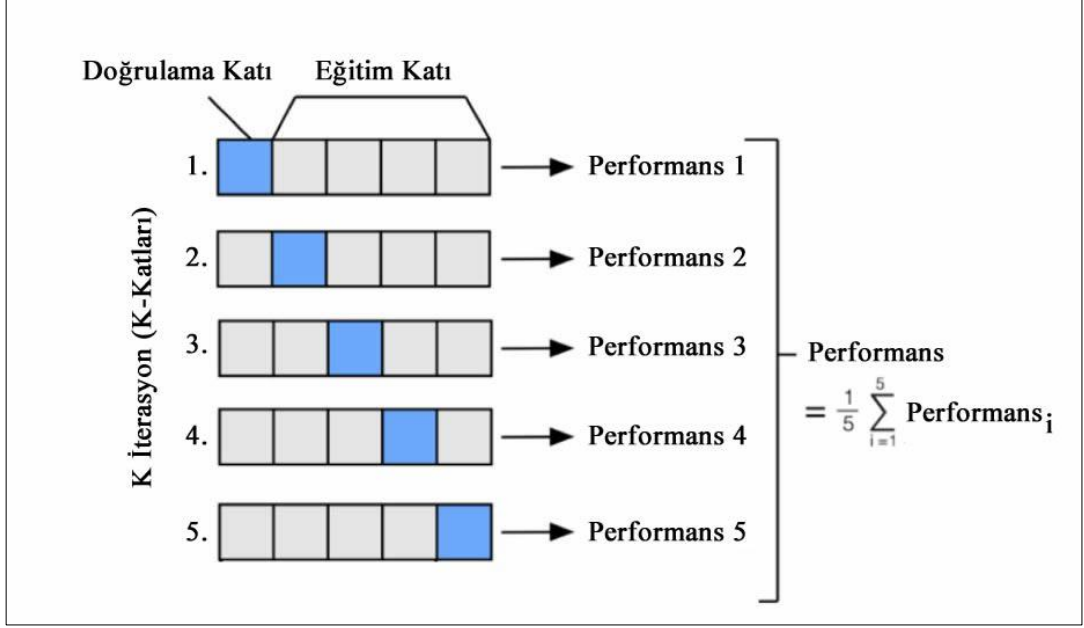 Doğrulama Katı
Eğitim Katı
K İterasyon (K-Katları)
1.
Performans 1
2.
Performans 2
3.
Performans 3
4.
Performans 4
5.
Performans 5
Performans
= 1/5 5 ∑ i=1 Performans i